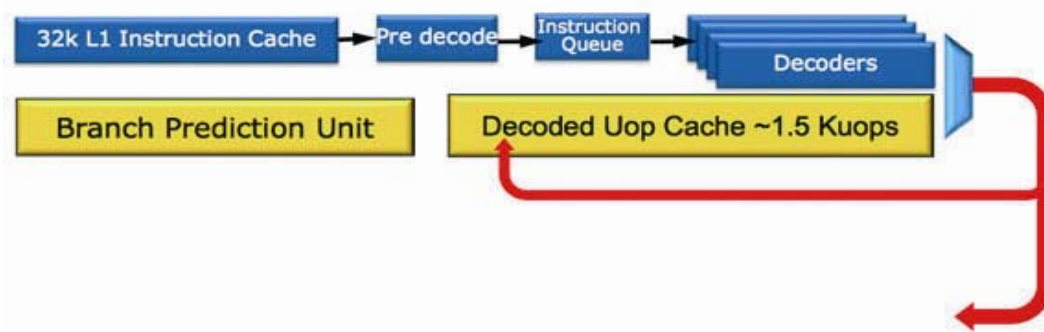 32k L1 Instruction Cache
Pre decode
Instruction
Queue
Decoders
Branch Prediction Unit
Decoded Uop Cache ~1.5 Kuops